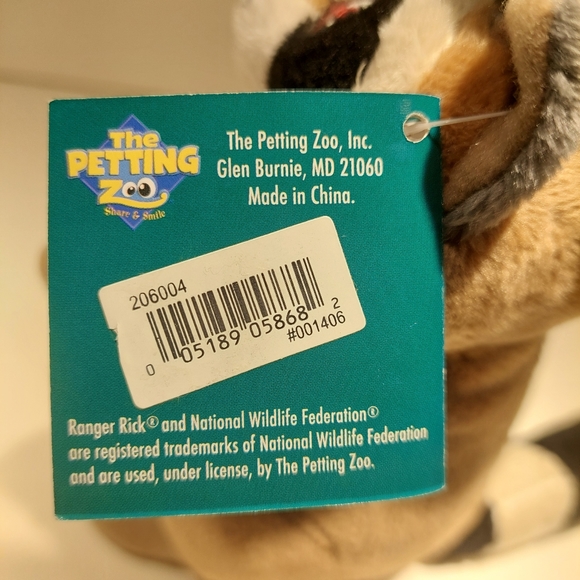 The
PETTING
ZOO
Share & Smile
The Petting Zoo, Inc.
Glen Burnie, MD 21060
Made in China.
206004
0 05189 05868 2
#001406
Ranger Rick® and National Wildlife Federation®
are registered trademarks of National Wildlife Federation
and are used, under license, by The Petting Zoo.